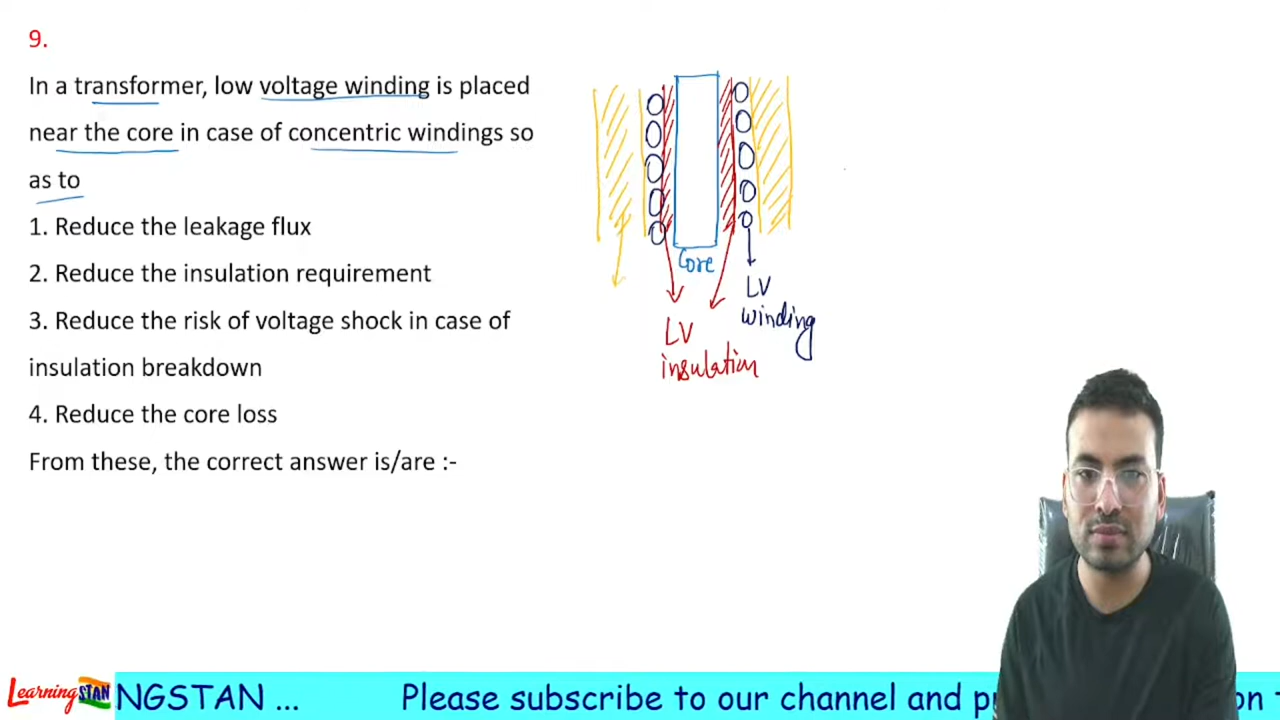 9.
In a transformer, low voltage winding is placed
near the core in case of concentric windings so
as to
1. Reduce the leakage flux
2. Reduce the insulation requirement
3. Reduce the risk of voltage shock in case of
insulation breakdown
4. Reduce the core loss
From these, the correct answer is/are :-
Core
LV
winding
LV
insulation
LearningSTAN
NGSTAN ... Please subscribe to our channel and